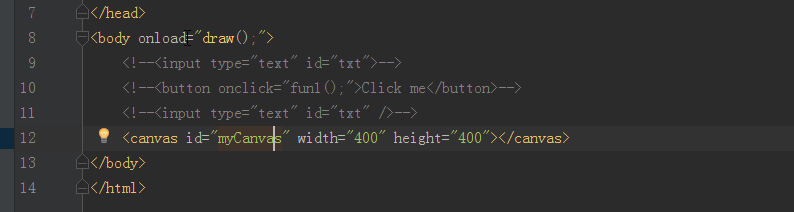 7 </head>
8 <body onload="draw();">
9 <!--<input type="text" id="txt">-->
10 <!--<button onclick="fun1();">Click me</button>-->
11 <!--<input type="text" id="txt" />-->
12 <canvas id="myCanvas" width="400" height="400"></canvas>
13 </body>
14 </html>